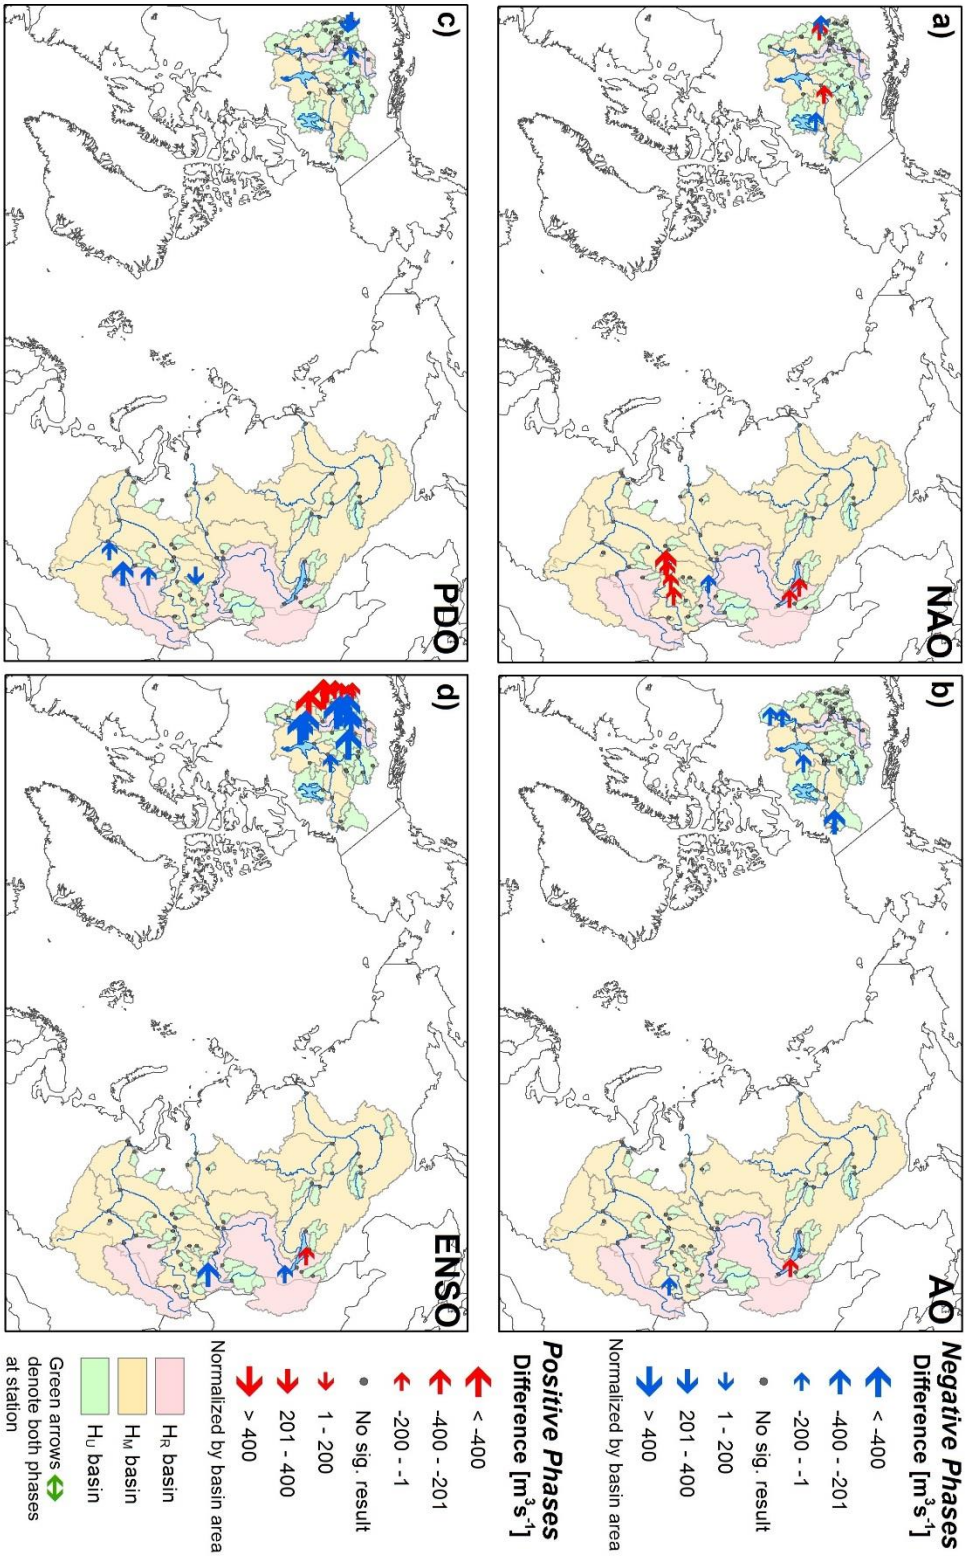 a)
NAO
b)
AO
c)
PDO
d)
ENSO
Negative Phases
Difference [m³s⁻¹]
< -400
-400 - -201
-200 - -1
No sig. result
1 - 200
201 - 400
> 400
Normalized by basin area
Positive Phases
Difference [m³s⁻¹]
< -400
-400 - -201
-200 - -1
No sig. result
1 - 200
201 - 400
> 400
Normalized by basin area
H_R basin
H_M basin
H_U basin
Green arrows
denote both phases
at station